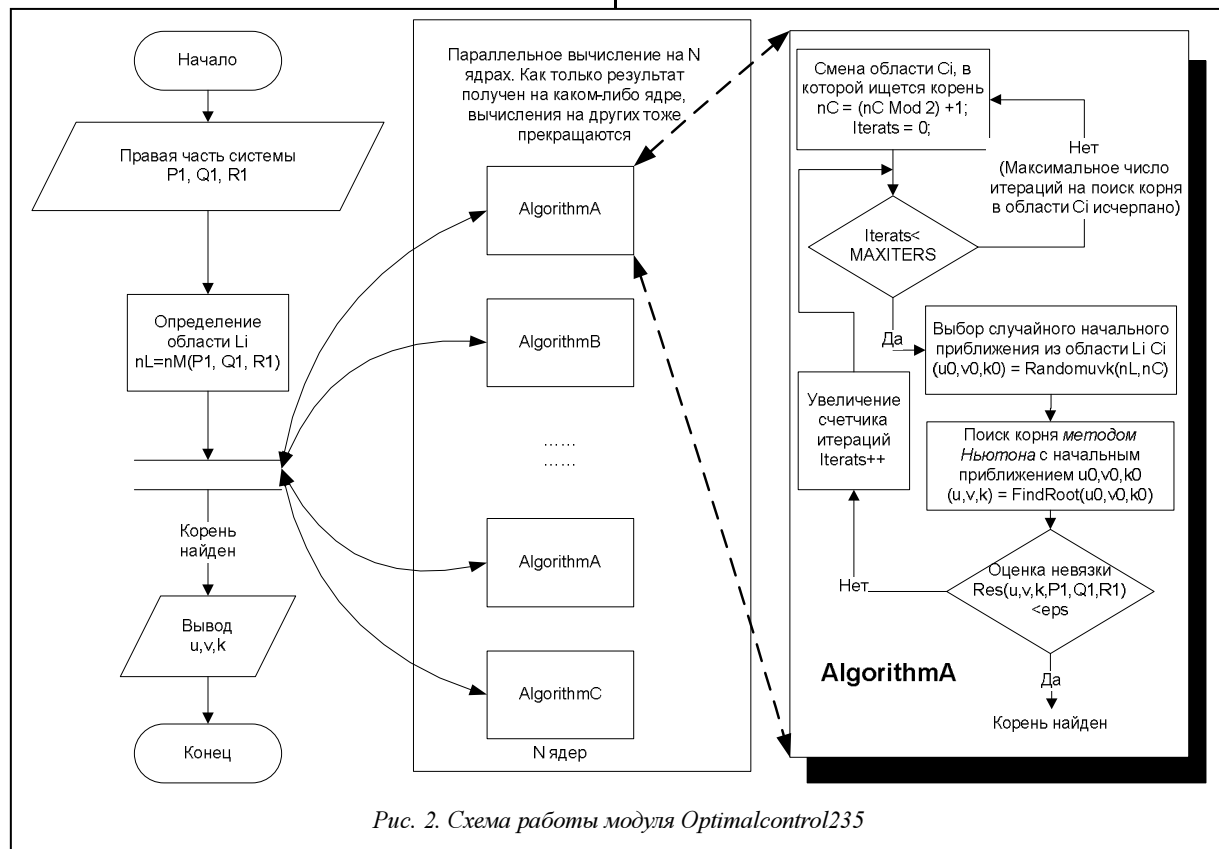 Начало
Правая часть системы
P1, Q1, R1
Определение
области Li
nL=nM(P1, Q1, R1)
Корень
найден
Вывод
u,v,k
Конец
Параллельное вычисление на N
ядрах. Как только результат
получен на каком-либо ядре,
вычисления на других тоже
прекращаются
AlgorithmA
AlgorithmB
......
......
AlgorithmA
AlgorithmC
N ядер
Смена области Ci, в
которой ищется корень
nC = (nC Mod 2) +1;
Iterats = 0;
Нет
(Максимальное число
итераций на поиск корня
в области Ci исчерпано)
Iterats<
MAXITERS
Да
Выбор случайного начального
приближения из области Li Ci
(u0,v0,k0) = Randomuvk(nL,nC)
Увеличение
счетчика
итераций
Iterats++
Поиск корня методом
Ньютона с начальным
приближением u0,v0,k0
(u,v,k) = FindRoot(u0,v0,k0)
Нет
Оценка невязки
Res(u,v,k,P1,Q1,R1)
<eps
AlgorithmA
Да
Корень найден
Рис. 2. Схема работы модуля Optimalcontrol235